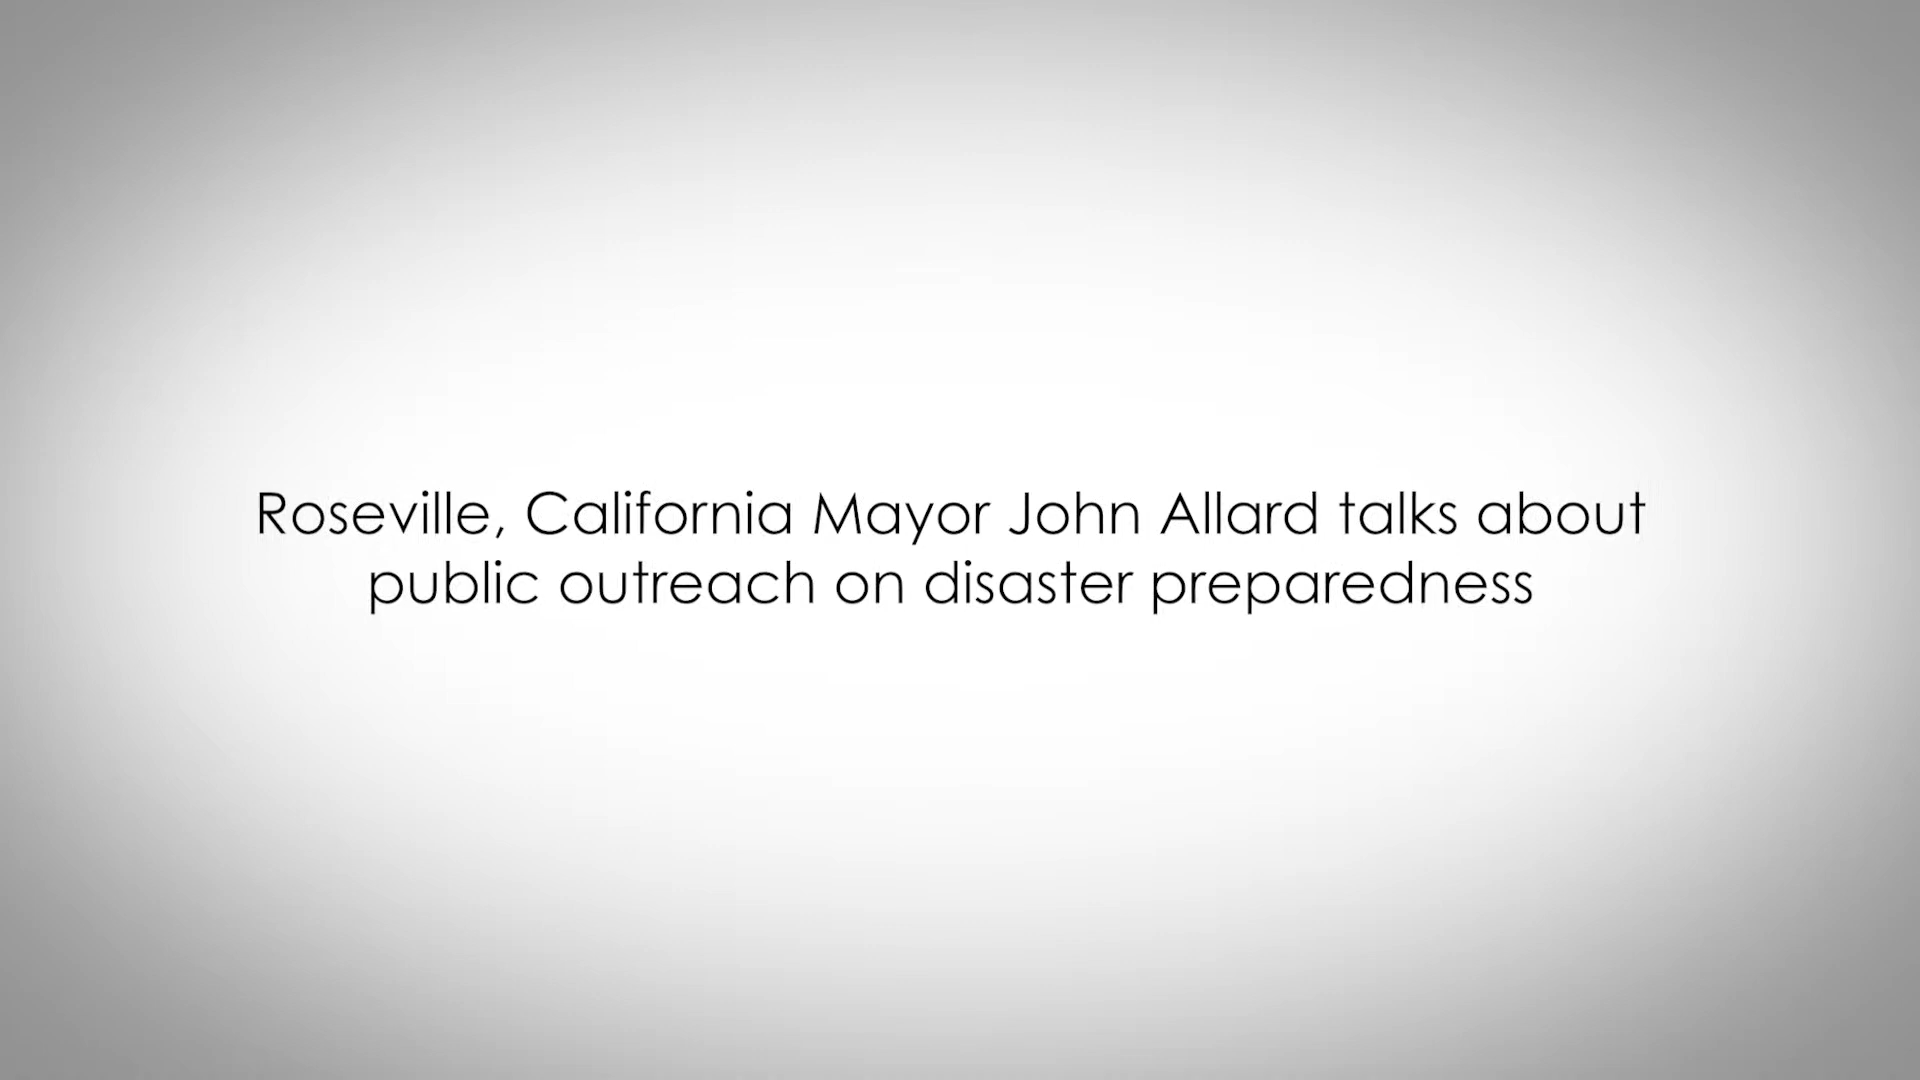 Roseville, California Mayor John Allard talks about
public outreach on disaster preparedness